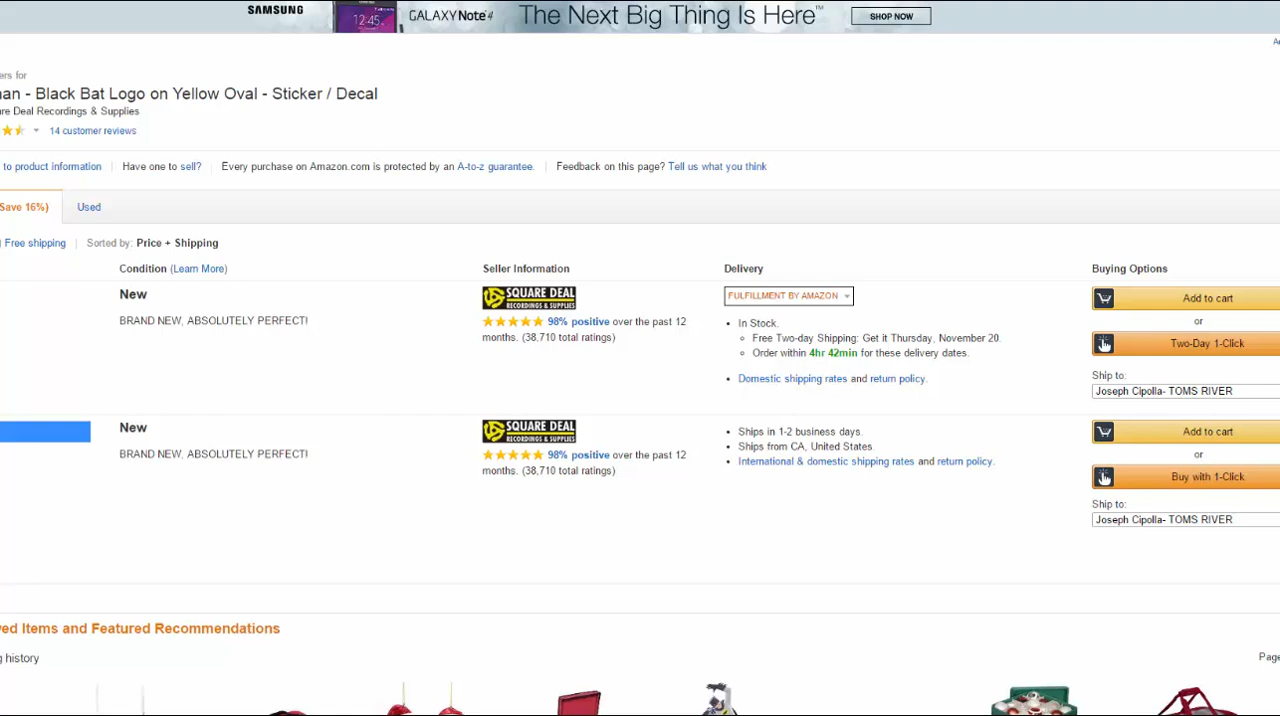 SAMSUNG
12:45
GALAXY Note 4
The Next Big Thing Is Here™
SHOP NOW
ers for
an - Black Bat Logo on Yellow Oval - Sticker / Decal
re Deal Recordings & Supplies
14 customer reviews
to product information
Have one to sell?
Every purchase on Amazon.com is protected by an A-to-z guarantee.
Feedback on this page? Tell us what you think
Save 16%)
Used
Free shipping
Sorted by: Price + Shipping
Condition (Learn More)
Seller Information
Delivery
Buying Options
New
BRAND NEW, ABSOLUTELY PERFECT!
SQUARE DEAL
RECORDINGS & SUPPLIES
98% positive over the past 12
months. (38,710 total ratings)
FULFILLMENT BY AMAZON
In Stock.
Free Two-day Shipping: Get it Thursday, November 20.
Order within 4hr 42min for these delivery dates.
Domestic shipping rates and return policy.
Add to cart
or
Two-Day 1-Click
Ship to:
Joseph Cipolla- TOMS RIVER
New
BRAND NEW, ABSOLUTELY PERFECT!
SQUARE DEAL
RECORDINGS & SUPPLIES
98% positive over the past 12
months. (38,710 total ratings)
Ships in 1-2 business days.
Ships from CA, United States.
International & domestic shipping rates and return policy.
Add to cart
or
Buy with 1-Click
Ship to:
Joseph Cipolla- TOMS RIVER
ved Items and Featured Recommendations
g history
Page